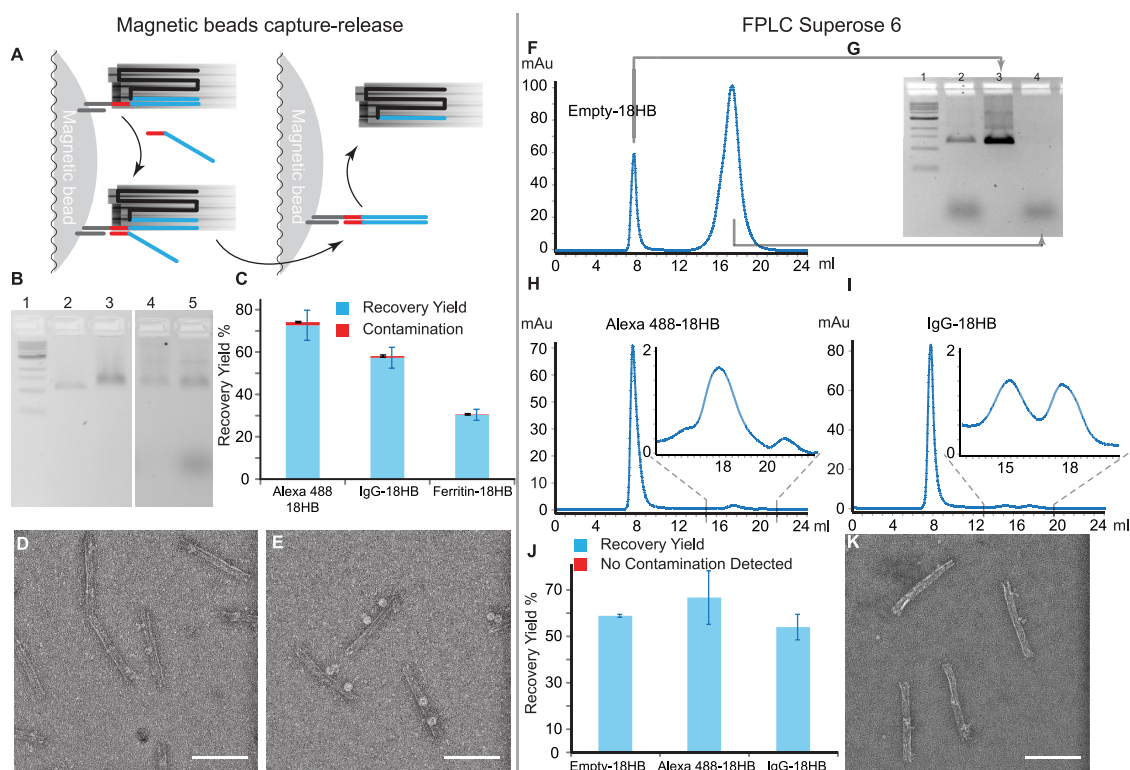 Magnetic beads capture-release
FPLC Superose 6
A
Magnetic bead
Magnetic bead
Magnetic bead
B
1 2 3 4 5
C
Recovery Yield
Contamination
Recovery Yield %
80
60
40
20
0
Alexa 488
18HB
IgG-18HB
Ferritin-18HB
D
E
F
mAu
100
80
60
40
20
0
Empty-18HB
0 4 8 12 16 20 24 ml
G
1 2 3 4
H
mAu
70
60
50
40
30
20
10
0
Alexa 488-18HB
2
0
18 20 22
0 4 8 12 16 20 24 ml
I
mAu
80
60
40
20
0
IgG-18HB
2
0
15 18
0 4 8 12 16 20 24 ml
J
Recovery Yield
No Contamination Detected
Recovery Yield %
70
60
50
40
30
20
10
0
Empty-18HB
Alexa 488-18HB
IgG-18HB
K